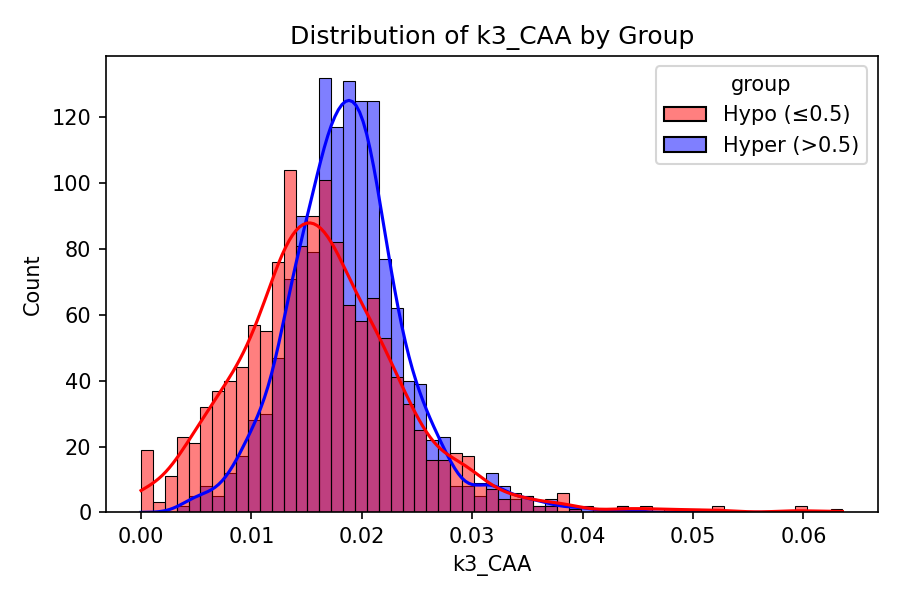 Distribution of k3_CAA by Group
group
Hypo (≤0.5)
Hyper (>0.5)
Count
120
100
80
60
40
20
0
0.00 0.01 0.02 0.03 0.04 0.05 0.06
k3_CAA